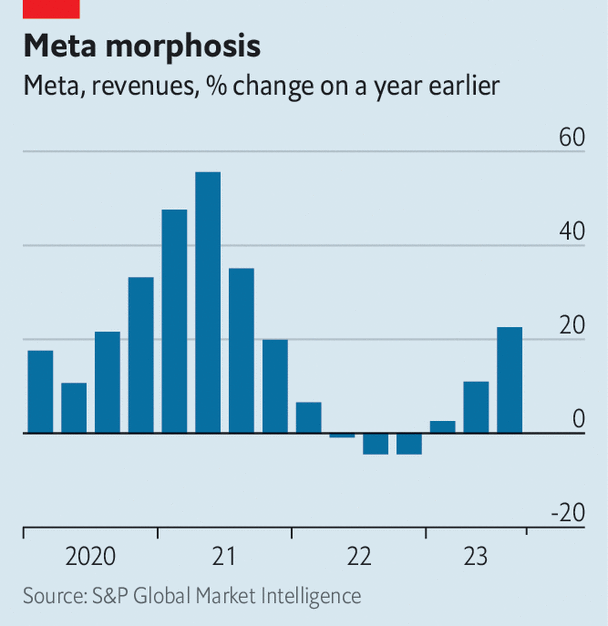 Meta morphosis
Meta, revenues, % change on a year earlier
60
40
20
0
-20
2020 21 22 23
Source: S&P Global Market Intelligence